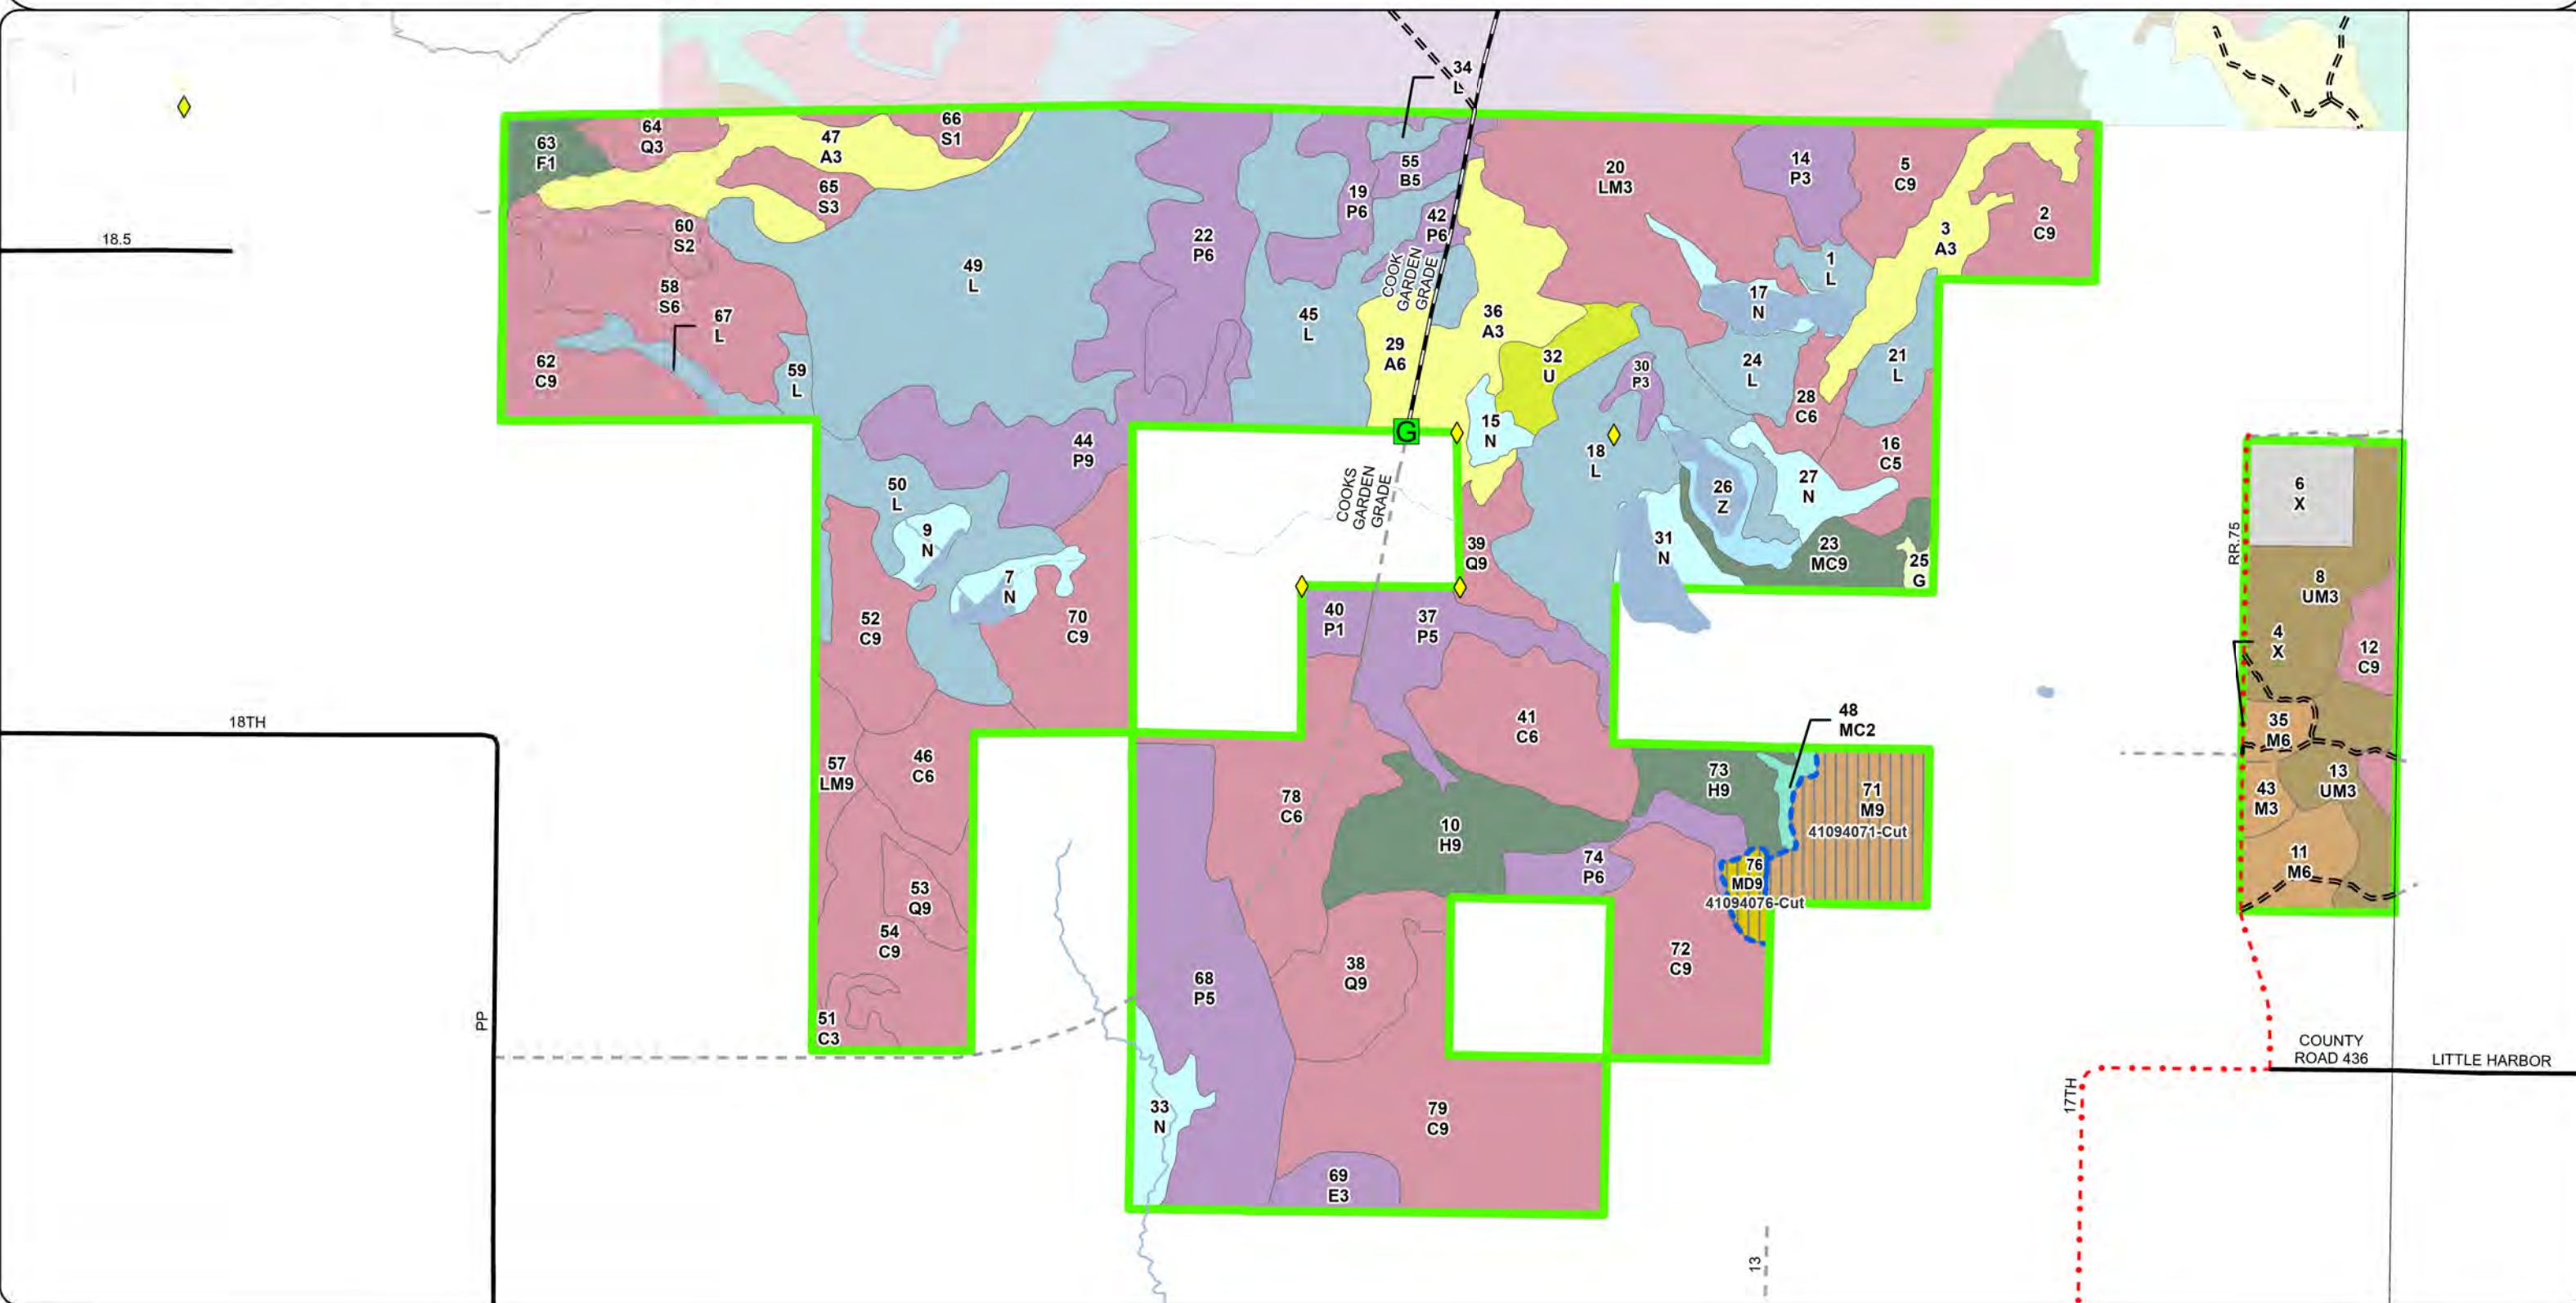 34
L
63
F1
64
Q3
47
A3
66
S1
65
S3
60
S2
18.5
58
S6
67
L
62
C9
59
L
49
L
22
P6
19
P6
55
B5
42
P6
COOK
GARDEN
GRADE
45
L
29
A6
36
A3
32
U
20
LM3
14
P3
5
C9
2
C9
3
A3
1
L
17
N
24
L
21
L
30
P3
28
C6
16
C5
15
N
18
L
27
N
26
Z
31
N
23
MC9
25
G
G
COOKS
GARDEN
GRADE
44
P9
50
L
9
N
7
N
52
C9
70
C9
39
Q9
40
P1
37
P5
41
C6
RR.75
6
X
8
UM3
4
X
12
C9
35
M6
13
UM3
43
M3
11
M6
18TH
57
LM9
46
C6
53
Q9
54
C9
51
C3
PP
78
C6
10
H9
73
H9
48
MC2
71
M9
41094071-Cut
74
P6
76
MD9
41094076-Cut
72
C9
38
Q9
68
P5
33
N
79
C9
69
E3
COUNTY
ROAD 436
LITTLE HARBOR
17TH
13